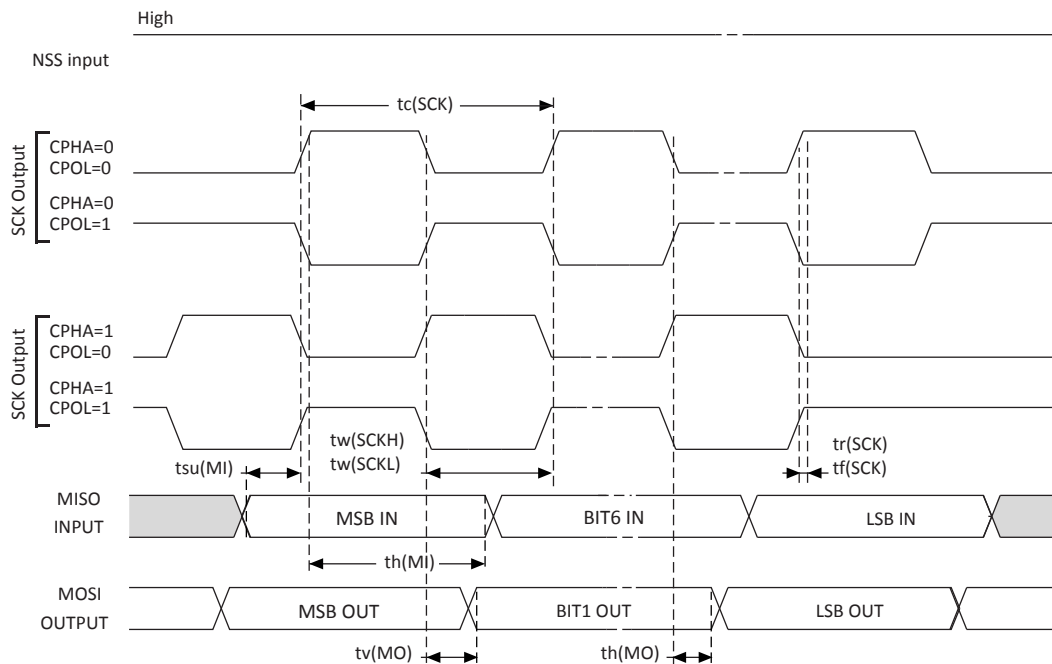 High
NSS input
tc(SCK)
SCK Output
CPHA=0
CPOL=0
CPHA=0
CPOL=1
SCK Output
CPHA=1
CPOL=0
CPHA=1
CPOL=1
tw(SCKH)
tw(SCKL)
tr(SCK)
tf(SCK)
tsu(MI)
MISO
INPUT
MSB IN
BIT6 IN
LSB IN
th(MI)
MOSI
OUTPUT
MSB OUT
BIT1 OUT
LSB OUT
tv(MO)
th(MO)